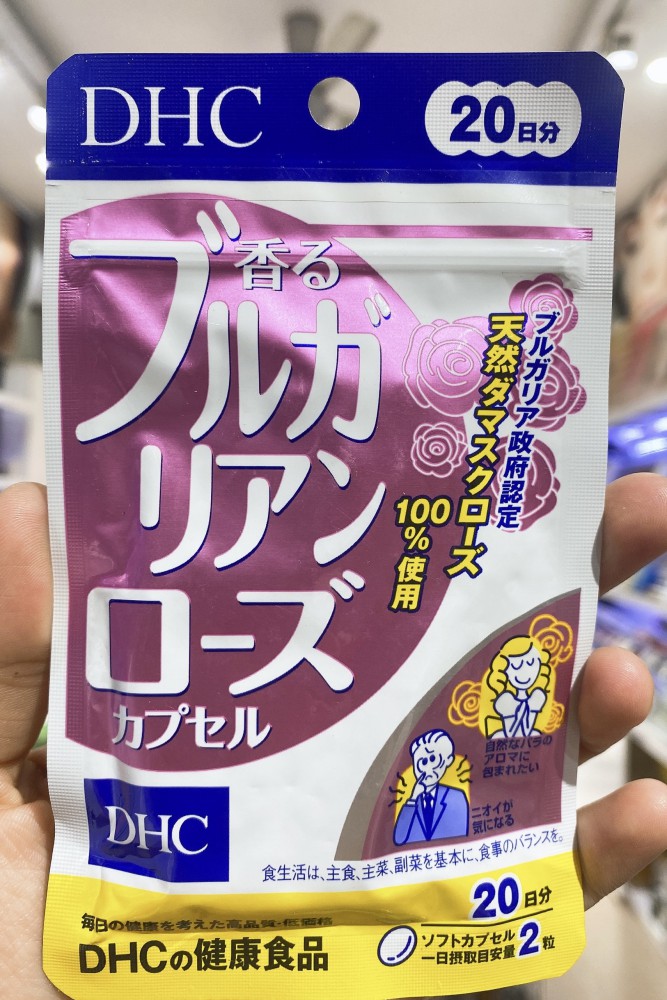 DHC
20日分
香る
ブルガ
リアン
ローズ
カプセル
ブルガリア政府認定
天然ダマスクローズ
100%使用
自然なバラの
アロマに
包まれたい
ニオイが
気になる
DHC
食生活は、主食、主菜、副菜を基本に、食事のバランスを。
毎日の健康を考えた高品質・低価格
DHCの健康食品
20日分
ソフトカプセル
一日摂取目安量2粒